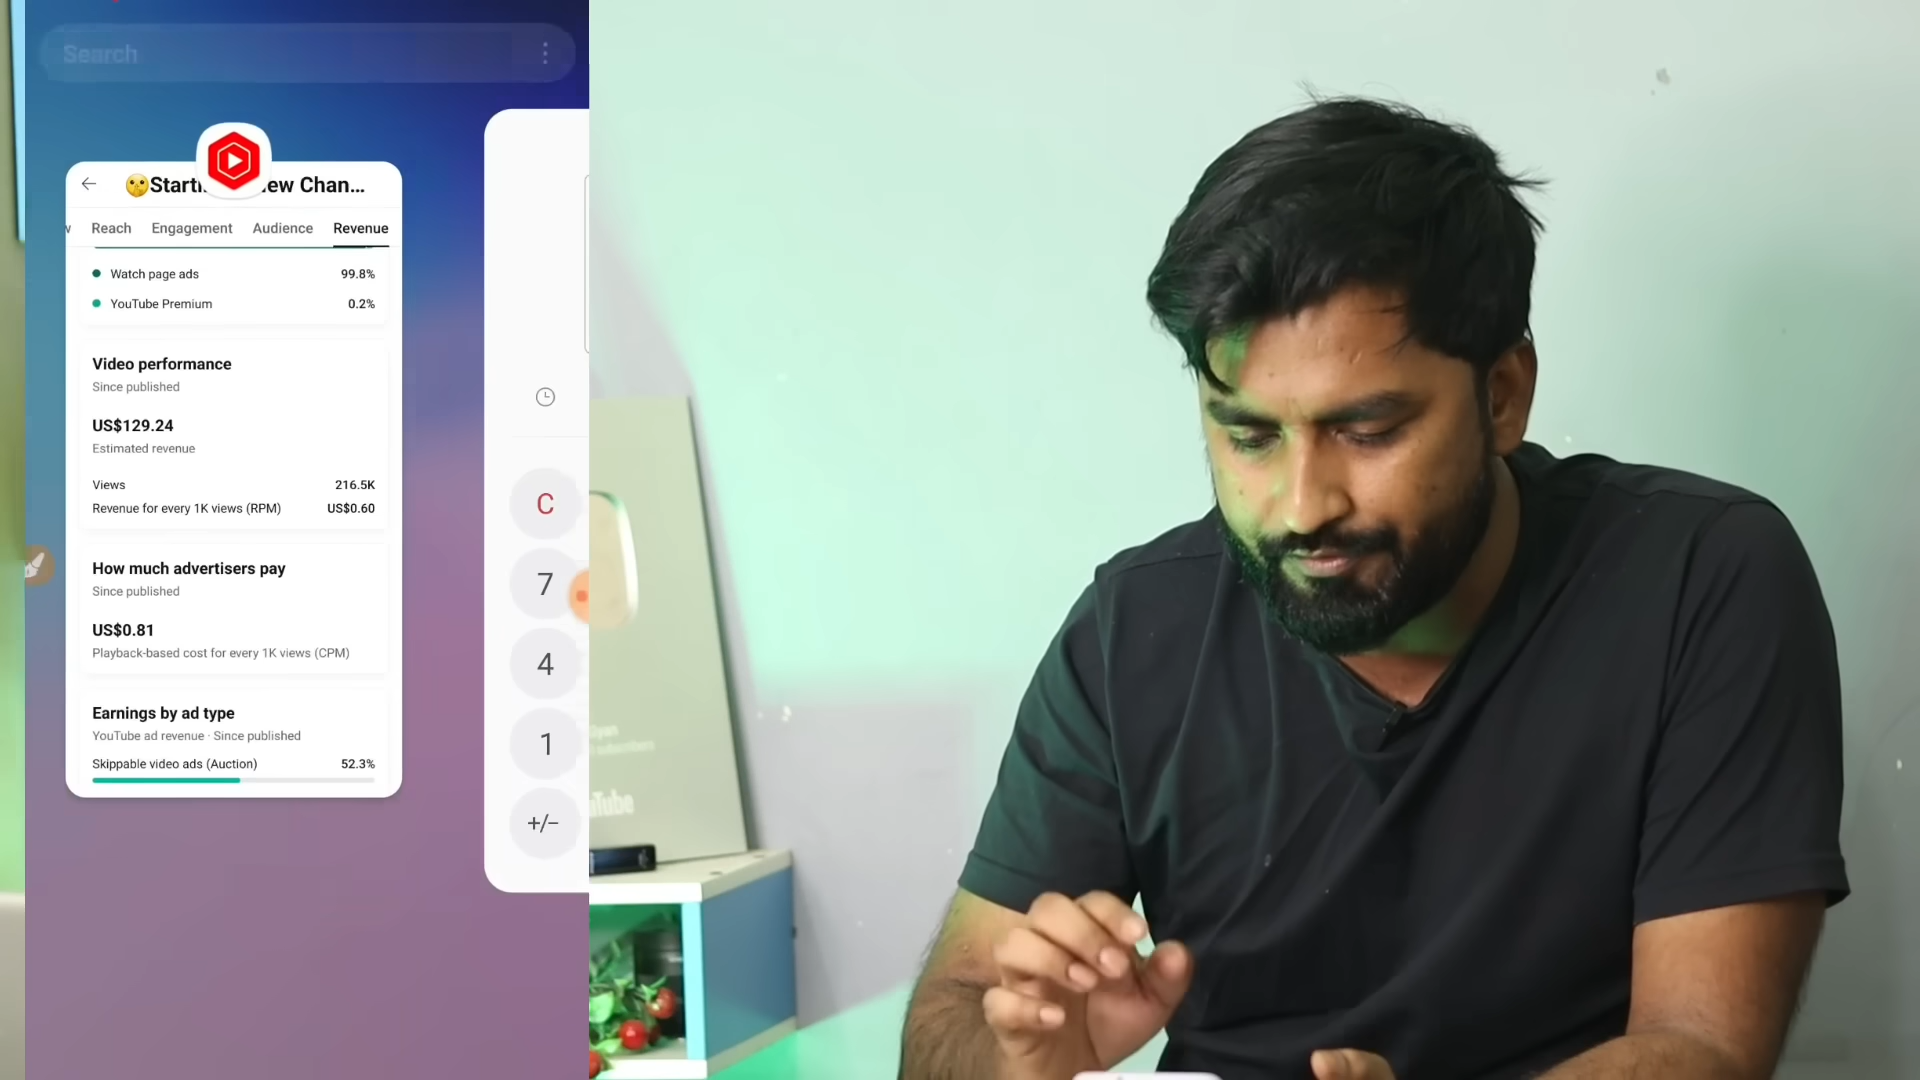 Search
🤫Starti
ew Chan...
Reach Engagement Audience Revenue
Watch page ads 99.8%
YouTube Premium 0.2%
Video performance
Since published
US$129.24
Estimated revenue
Views 216.5K
Revenue for every 1K views (RPM) US$0.60
How much advertisers pay
Since published
US$0.81
Playback-based cost for every 1K views (CPM)
Earnings by ad type
YouTube ad revenue · Since published
Skippable video ads (Auction) 52.3%
C
7
4
1
+/−
Tube